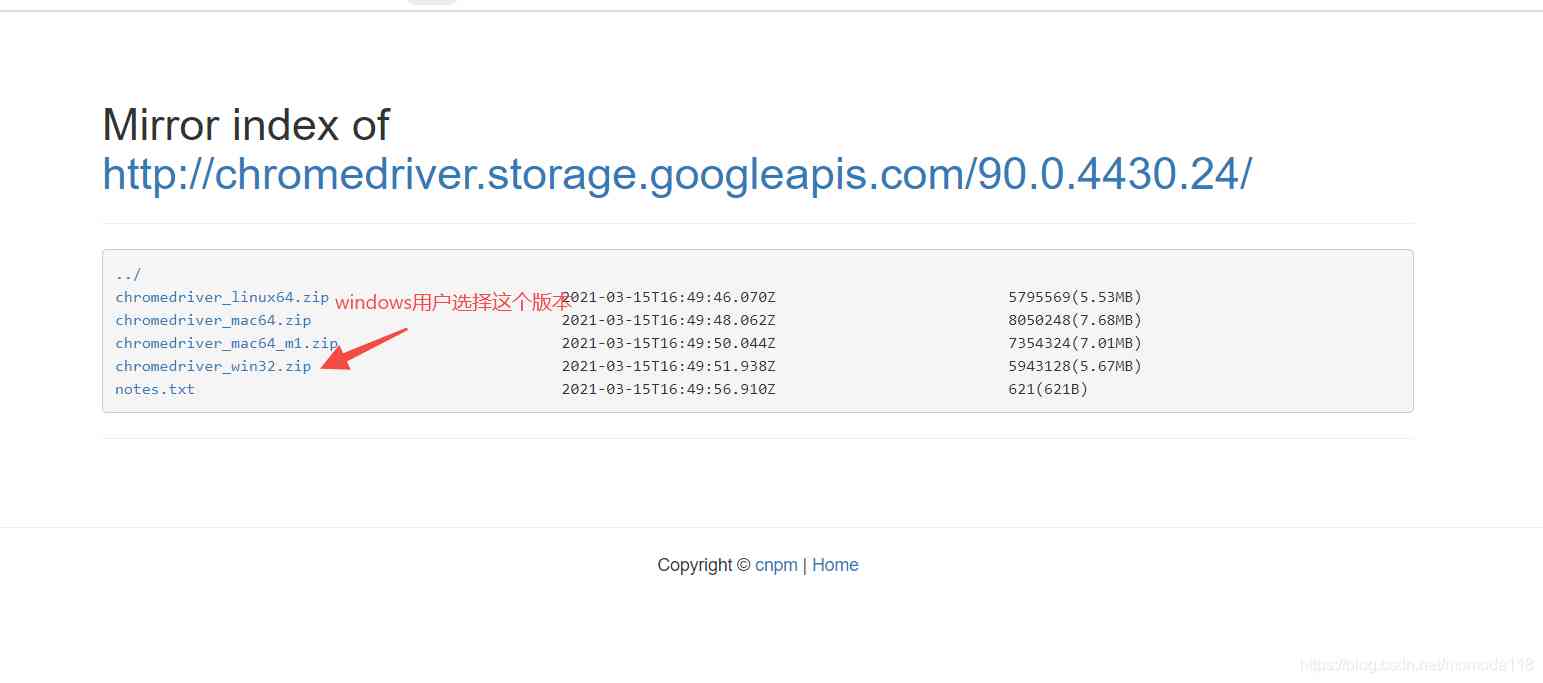 Mirror index of
http://chromedriver.storage.googleapis.com/90.0.4430.24/
../
chromedriver_linux64.zip 2021-03-15T16:49:46.070Z 5795569(5.53MB)
windows用户选择这个版本
chromedriver_mac64.zip 2021-03-15T16:49:48.062Z 8050248(7.68MB)
chromedriver_mac64_m1.zip 2021-03-15T16:49:50.044Z 7354324(7.01MB)
chromedriver_win32.zip 2021-03-15T16:49:51.938Z 5943128(5.67MB)
notes.txt 2021-03-15T16:49:56.910Z 621(621B)
Copyright © cnpm | Home
https://blog.csdn.net/momoda118